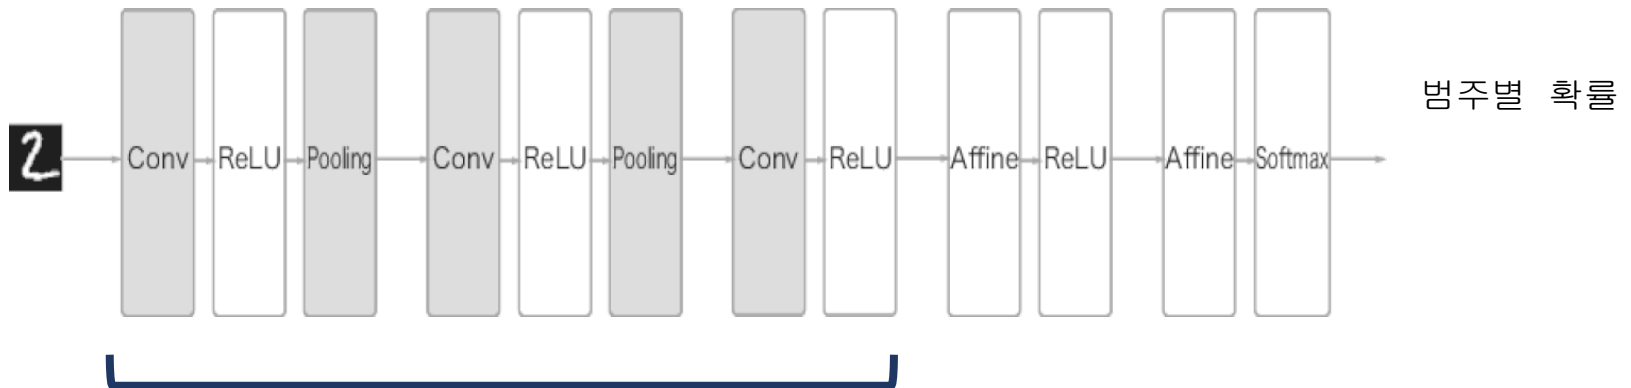 범주별 확률
2 Conv ReLU Pooling Conv ReLU Pooling Conv ReLU Affine ReLU Affine Softmax